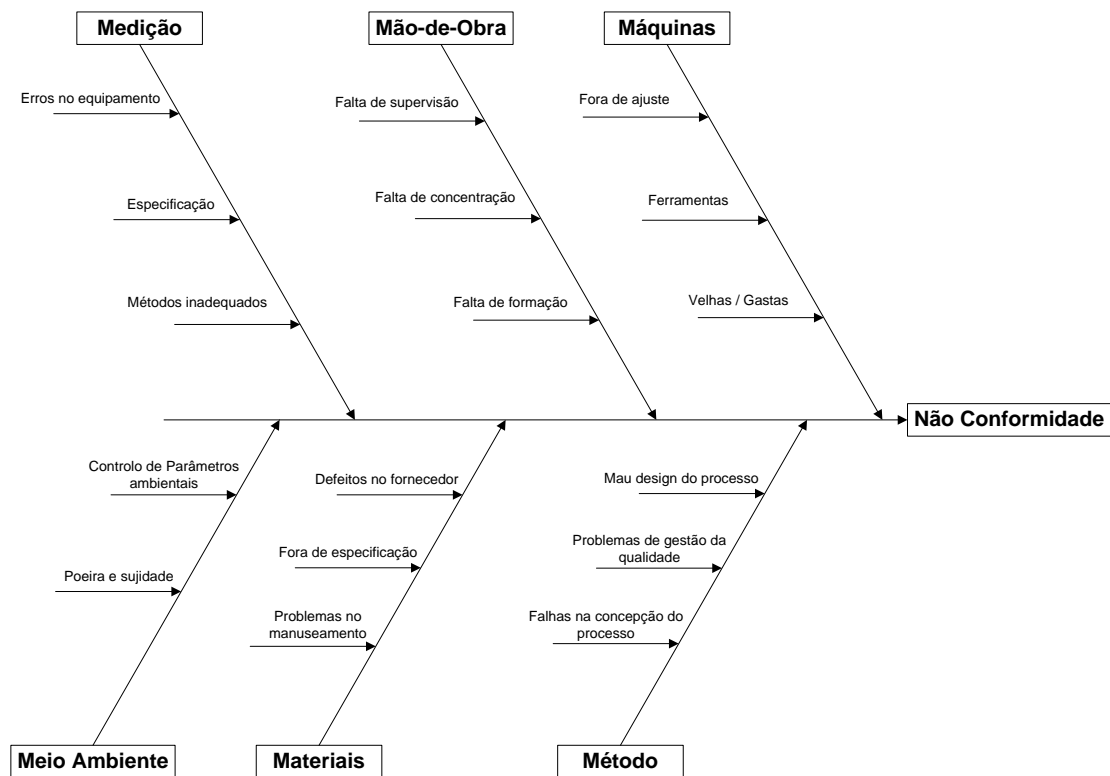 Medição
Mão-de-Obra
Máquinas
Erros no equipamento
Falta de supervisão
Fora de ajuste
Especificação
Falta de concentração
Ferramentas
Métodos inadequados
Falta de formação
Velhas / Gastas
Não Conformidade
Controlo de Parâmetros
ambientais
Defeitos no fornecedor
Mau design do processo
Poeira e sujidade
Fora de especificação
Problemas de gestão da
qualidade
Problemas no
manuseamento
Falhas na concepção do
processo
Meio Ambiente
Materiais
Método